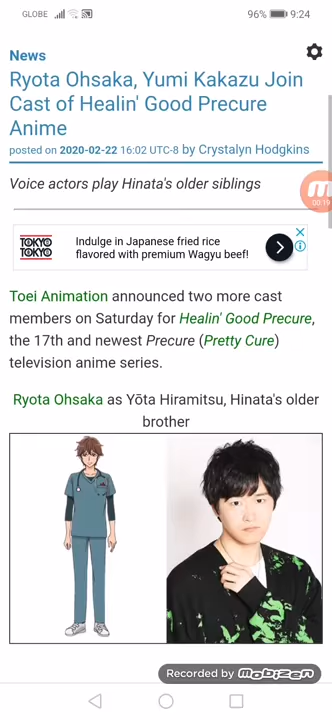 GLOBE 96% 9:24
News
Ryota Ohsaka, Yumi Kakazu Join
Cast of Healin' Good Precure
Anime
posted on 2020-02-22 16:02 UTC-8 by Crystalyn Hodgkins
Voice actors play Hinata's older siblings
00:19
TOKYO
TOKYO
Indulge in Japanese fried rice
flavored with premium Wagyu beef!
Toei Animation announced two more cast
members on Saturday for Healin' Good Precure,
the 17th and newest Precure (Pretty Cure)
television anime series.
Ryota Ohsaka as Yōta Hiramitsu, Hinata's older
brother
Recorded by mobizen